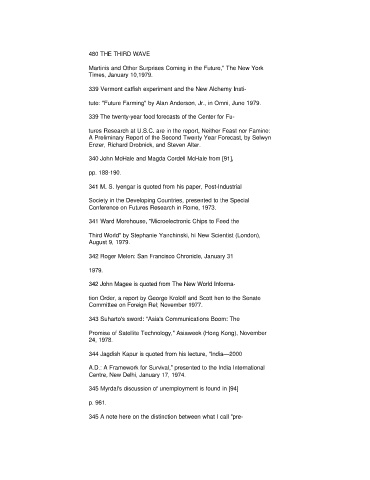 480 THE THIRD WAVE
Martinis and Other Surprises Coming in the Future," The New York
Times, January 10,1979.
339 Vermont catfish experiment and the New Alchemy Insti-
tute: "Future Farming" by Alan Anderson, Jr., in Omni, June 1979.
339 The twenty-year food forecasts of the Center for Fu-
tures Research at U.S.C. are in the report, Neither Feast nor Famine:
A Preliminary Report of the Second Twenty Year Forecast, by Selwyn
Enzer, Richard Drobnick, and Steven Alter.
340 John McHale and Magda Cordell McHale from [91],
pp. 188-190.
341 M. S. Iyengar is quoted from his paper, Post-Industrial
Society in the Developing Countries, presented to the Special
Conference on Futures Research in Rome, 1973.
341 Ward Morehouse, "Microelectronic Chips to Feed the
Third World" by Stephanie Yanchinski, hi New Scientist (London),
August 9, 1979.
342 Roger Melen: San Francisco Chronicle, January 31
1979.
342 John Magee is quoted from The New World Informa-
tion Order, a report by George Kroloff and Scott hen to the Senate
Committee on Foreign Rel; November 1977.
343 Suharto's sword: "Asia's Communications Boom: The
Promise of Satellite Technology," Asiaweek (Hong Kong), November
24, 1978.
344 Jagdish Kapur is quoted from his lecture, "India—2000
A.D.: A Framework for Survival," presented to the India International
Centre, New Delhi, January 17, 1974.
345 Myrdal's discussion of unemployment is found in [94]
p. 961.
345 A note here on the distinction between what I call "pre-